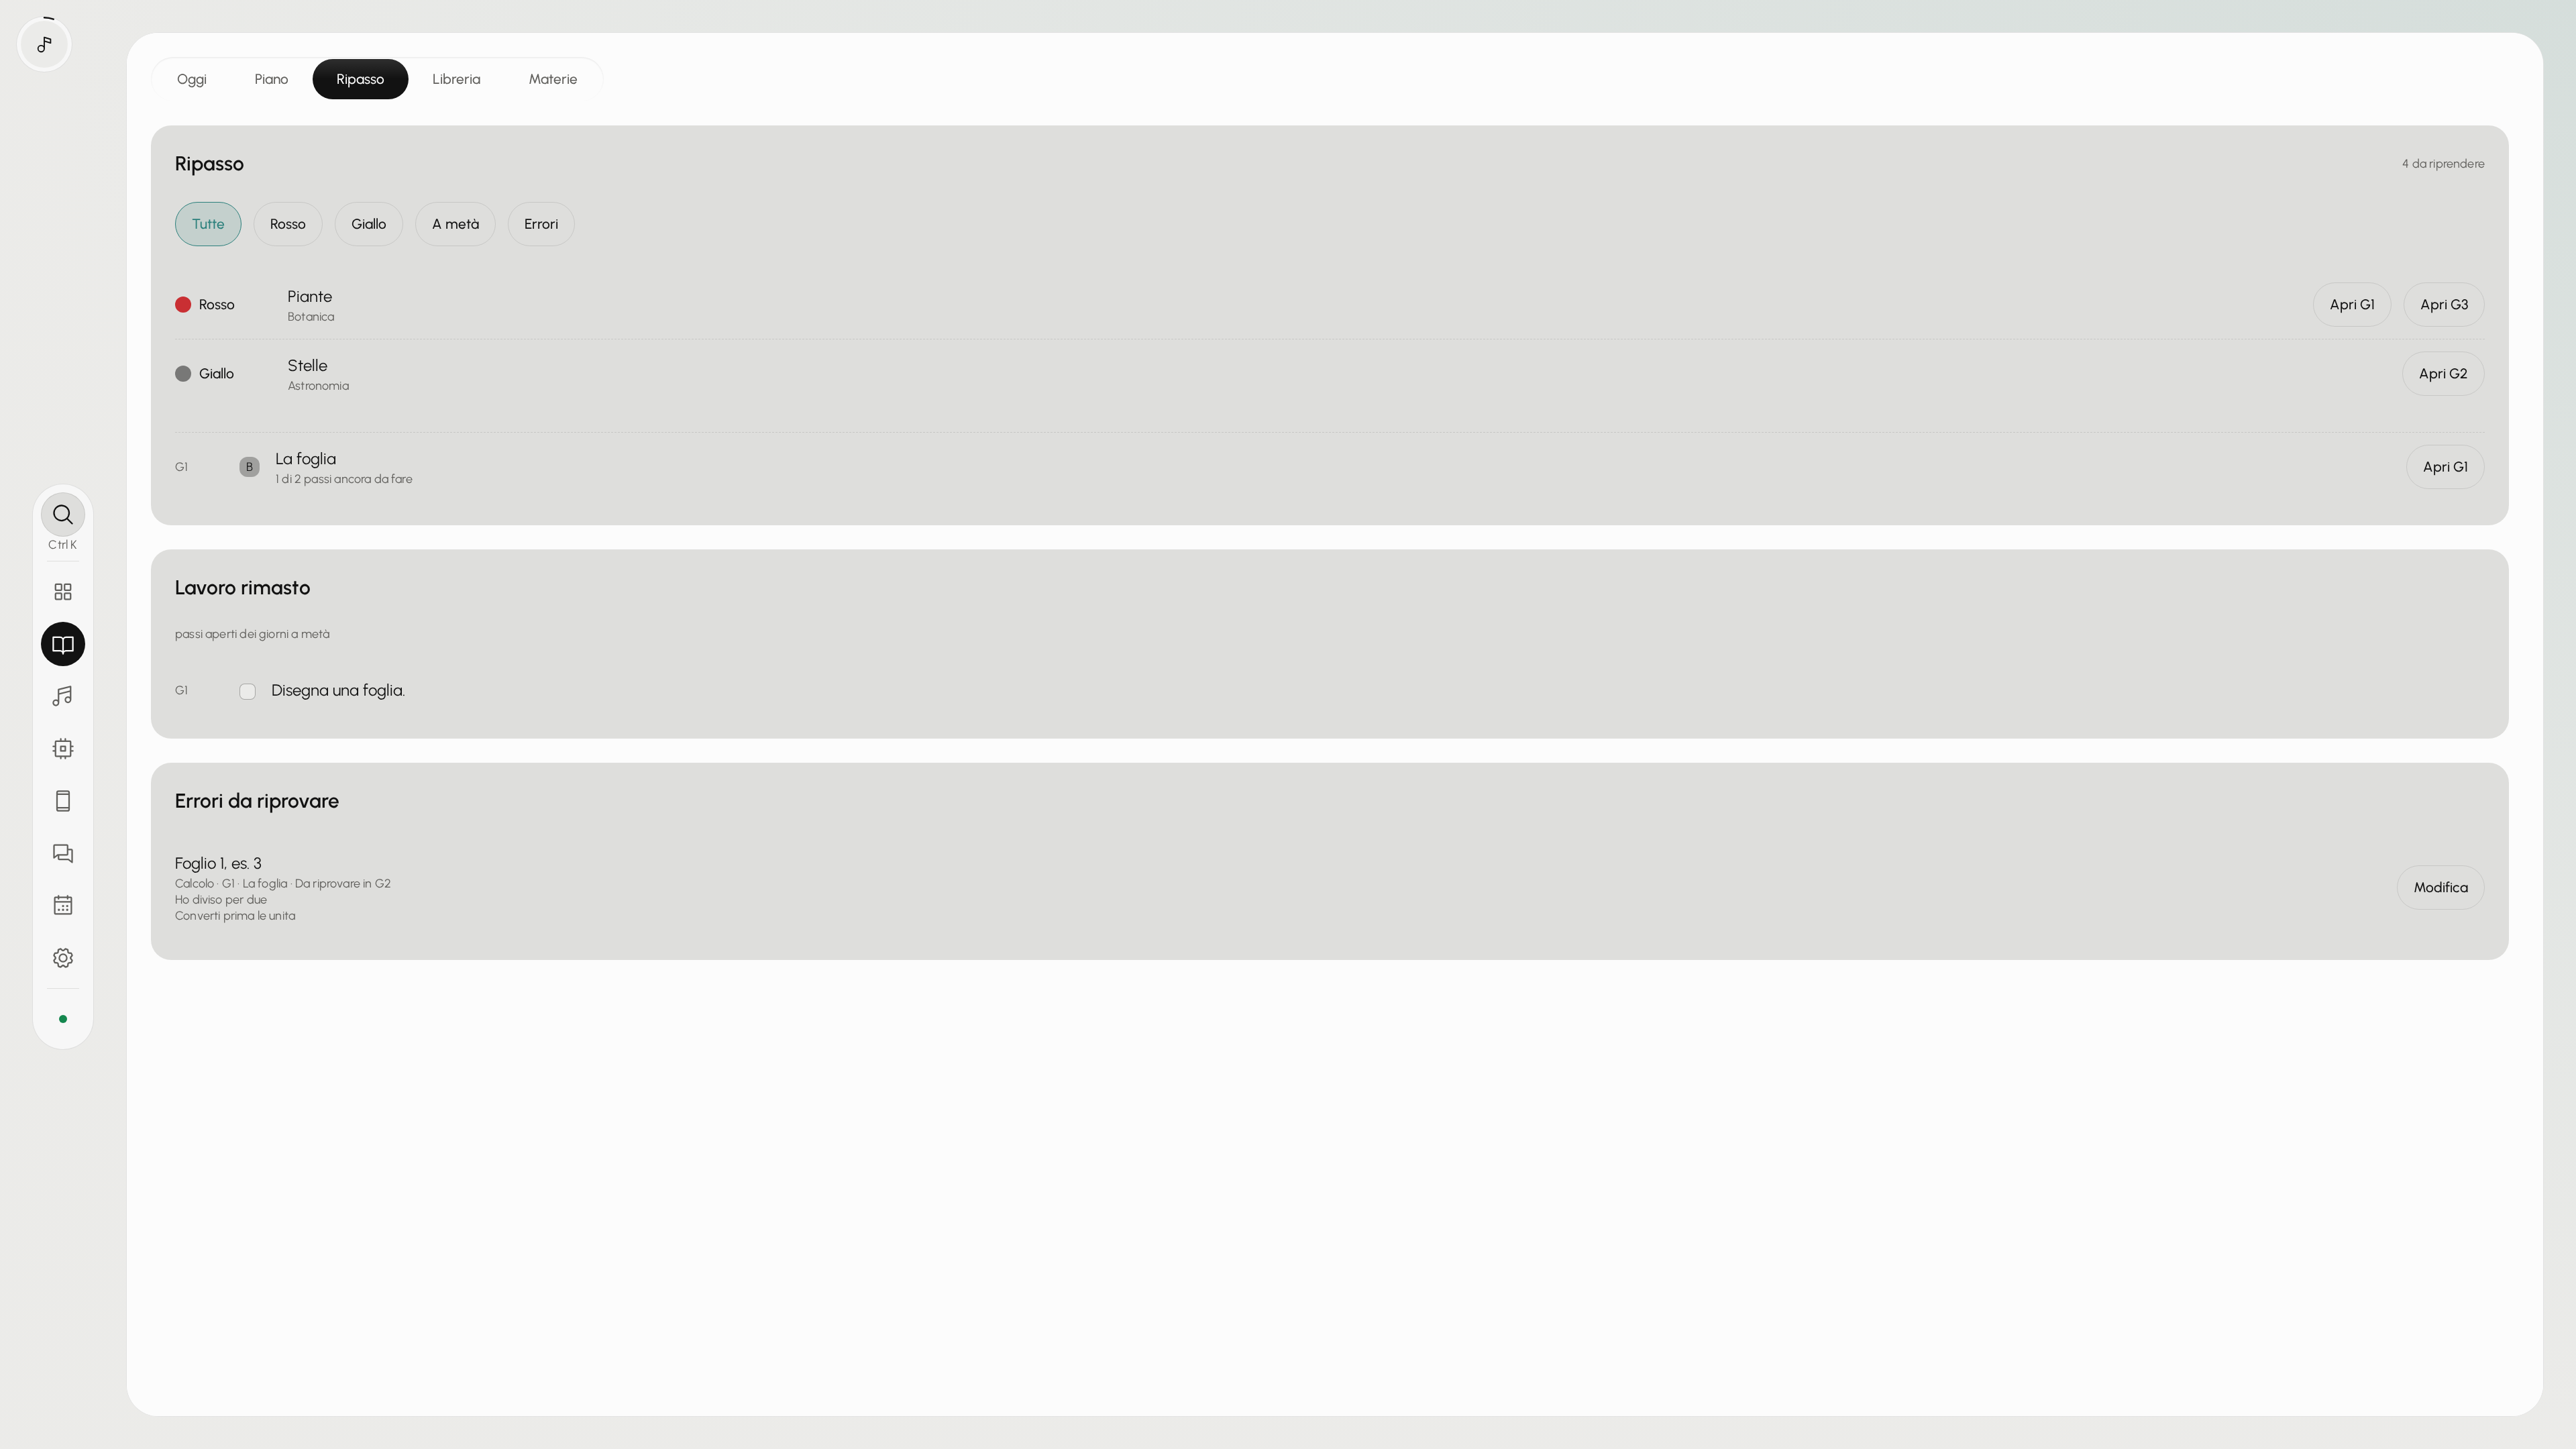 Oggi Piano Ripasso Libreria Materie
Ripasso
4 da riprendere
Tutte Rosso Giallo A metà Errori
Rosso
Piante
Botanica
Apri G1 Apri G3
Giallo
Stelle
Astronomia
Apri G2
G1
B
La foglia
1 di 2 passi ancora da fare
Apri G1
Ctrl K
Lavoro rimasto
passi aperti dei giorni a metà
G1
Disegna una foglia.
Errori da riprovare
Foglio 1, es. 3
Calcolo · G1 · La foglia · Da riprovare in G2
Ho diviso per due
Converti prima le unita
Modifica